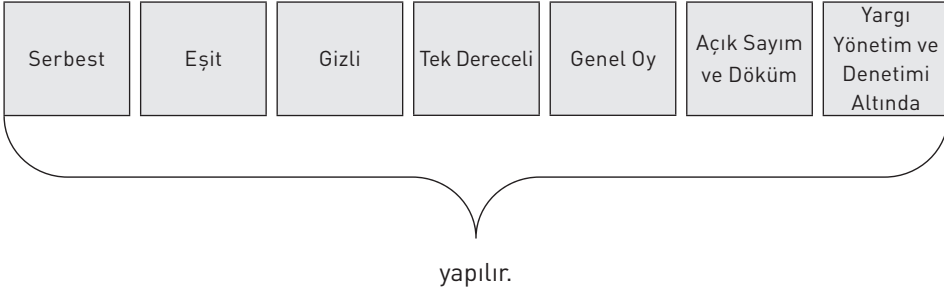 Serbest
Eşit
Gizli
Tek Dereceli
Genel Oy
Açık Sayım
ve Döküm
Yargı
Yönetim ve
Denetimi
Altında
yapılır.